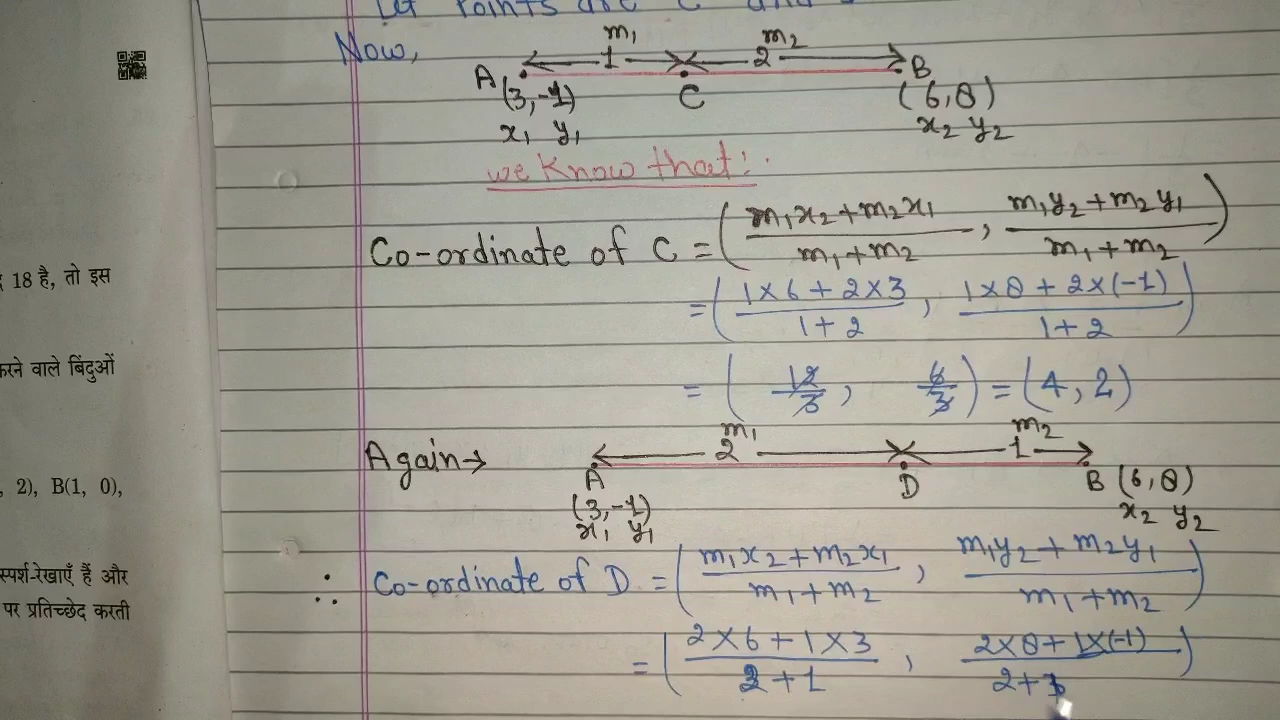 Let Points are C and
Now,
m₁ m₂
1 2
A C B
(3,-1) (6,8)
x₁ y₁ x₂ y₂
we know that:
Co-ordinate of C = (m₁x₂+m₂x₁ / m₁+m₂ , m₁y₂+m₂y₁ / m₁+m₂)
= (1×6+2×3 / 1+2 , 1×8+2×(-1) / 1+2)
= (12/3 , 6/3) = (4,2)
Again→
m₁ m₂
2 1
A D B (6,8)
(3,-1) x₂ y₂
x₁ y₁
∴ Co-ordinate of D = (m₁x₂+m₂x₁ / m₁+m₂ , m₁y₂+m₂y₁ / m₁+m₂)
= (2×6+1×3 / 2+1 , 2×8+1×(-1) / 2+1)
18 है, तो इस
करने वाले बिंदुओं
, 2), B(1, 0),
स्पर्श-रेखाएँ हैं और
पर प्रतिच्छेद करती